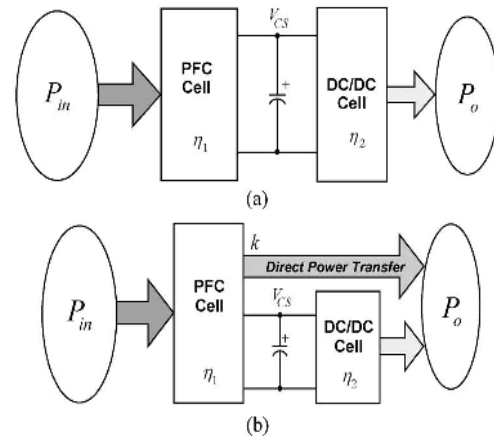 V_CS
P_in
PFC
Cell
η_1
+
DC/DC
Cell
η_2
P_o
(a)
k
Direct Power Transfer
P_in
PFC
Cell
η_1
V_CS
+
DC/DC
Cell
η_2
P_o
(b)